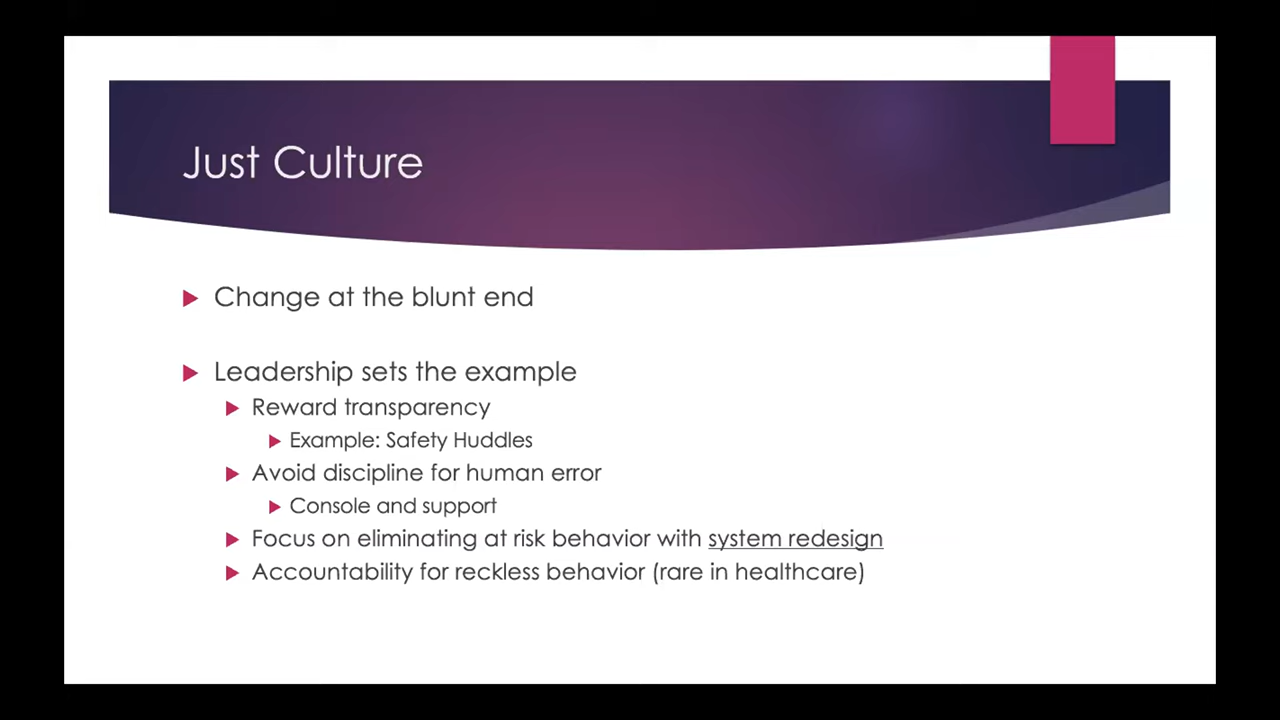 Just Culture
Change at the blunt end
Leadership sets the example
Reward transparency
Example: Safety Huddles
Avoid discipline for human error
Console and support
Focus on eliminating at risk behavior with system redesign
Accountability for reckless behavior (rare in healthcare)